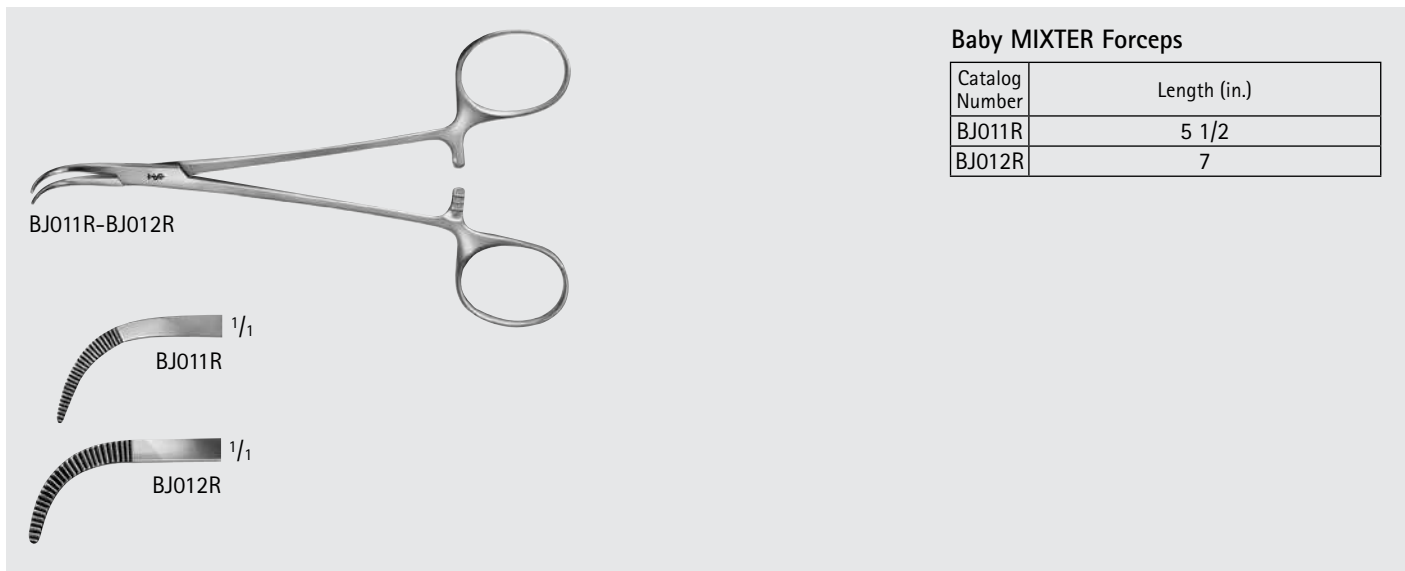 Baby MIXTER Forceps
Catalog Number
Length (in.)
BJ011R
5 1/2
BJ012R
7
BJ011R-BJ012R
1/1
BJ011R
1/1
BJ012R